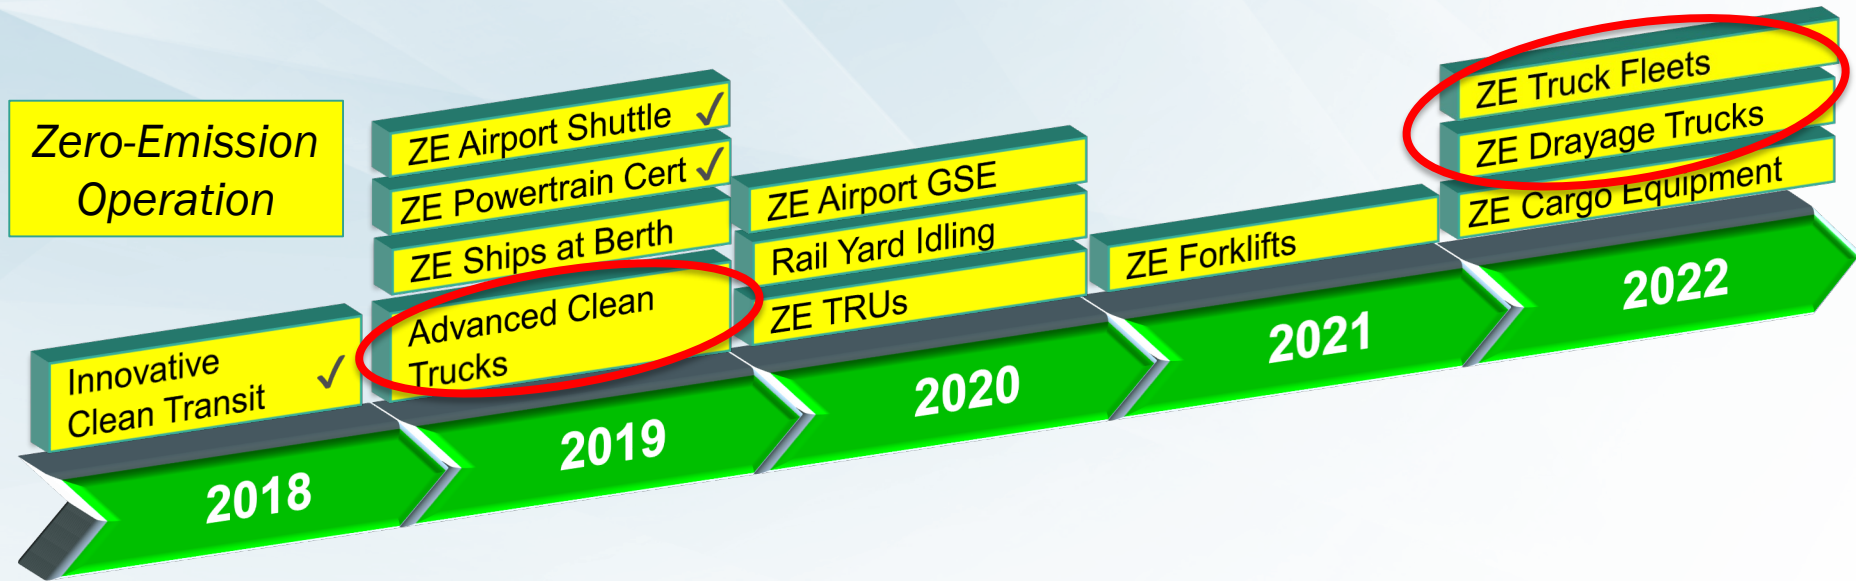 Zero-Emission
Operation
Innovative
Clean Transit ✓
2018
ZE Airport Shuttle ✓
ZE Powertrain Cert ✓
ZE Ships at Berth
Advanced Clean
Trucks
2019
ZE Airport GSE
Rail Yard Idling
ZE TRUs
2020
ZE Forklifts
2021
ZE Truck Fleets
ZE Drayage Trucks
ZE Cargo Equipment
2022